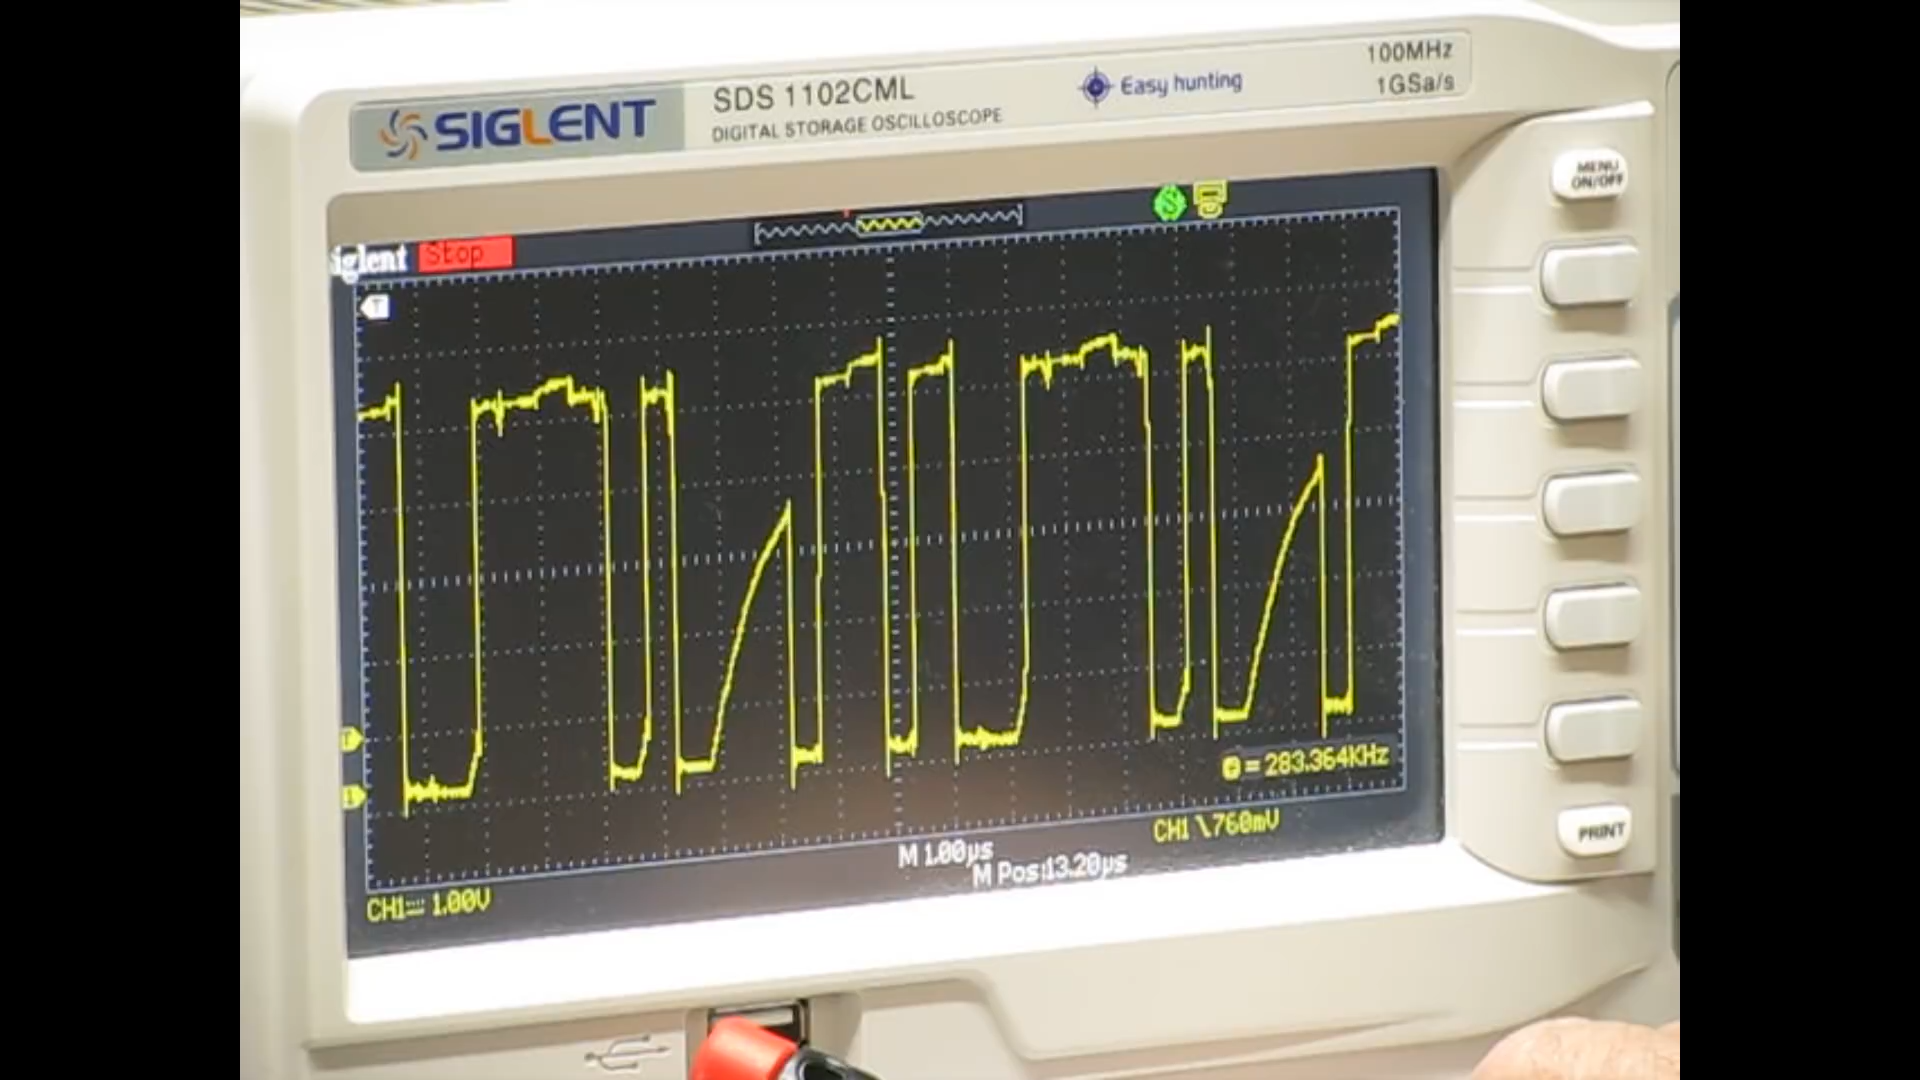 SIGLENT
SDS 1102CML
DIGITAL STORAGE OSCILLOSCOPE
Easy hunting
100MHz
1GSa/s
MENU
ON/OFF
iglent Stop
T
= 283.364KHz
CH1 \ 760mV
M 1.00µs
M Pos:13.20µs
CH1 1.00V
PRINT